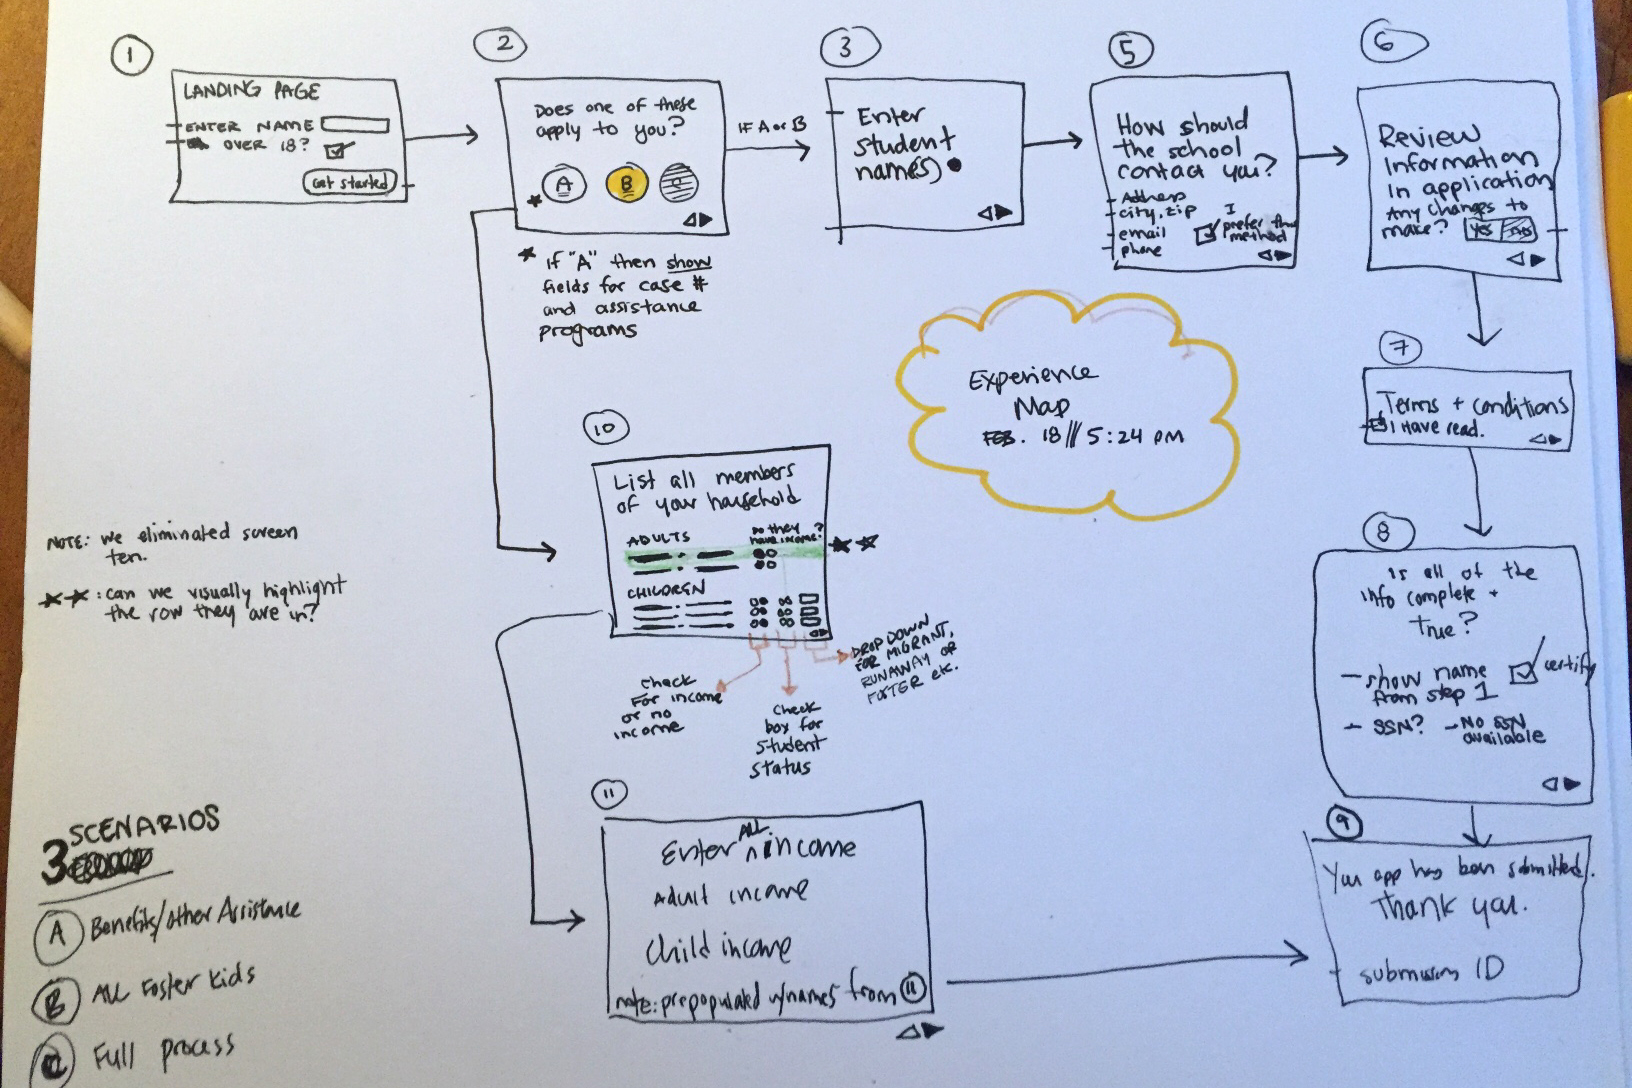 1
LANDING PAGE
ENTER NAME
OVER 18?
Get started
2
Does one of these
apply to you?
A B C
* if "A" then show
fields for case #
and assistance
programs
IF A or B
3
Enter
student
name(s)
5
How should
the school
contact you?
Address
city, zip
email
phone
I
prefer this
method
6
Review
Information
In application
Any changes to
make? Yes No
7
Terms + conditions
I Have read.
8
Is all of the
info complete +
True?
- show name
from step 1
certify
- SSN? - No SSN
available
9
Your app has been submitted.
Thank you.
submission ID
Experience
Map
FEB. 18 // 5:24 pm
10
List all members
of your household
ADULTS
Do they
have income?
CHILDREN
**
Check
For income
or no
income
Check
box for
student
status
DROP DOWN
FOR MIGRANT,
RUNAWAY OR
FOSTER etc.
11
Enter ALL income
Adult income
Child income
note: prepopulated w/names from 11
NOTE: we eliminated screen
ten.
**: can we visually highlight
the row they are in?
3 SCENARIOS
A Benefits/other Assistance
B ALL Foster kids
C Full process